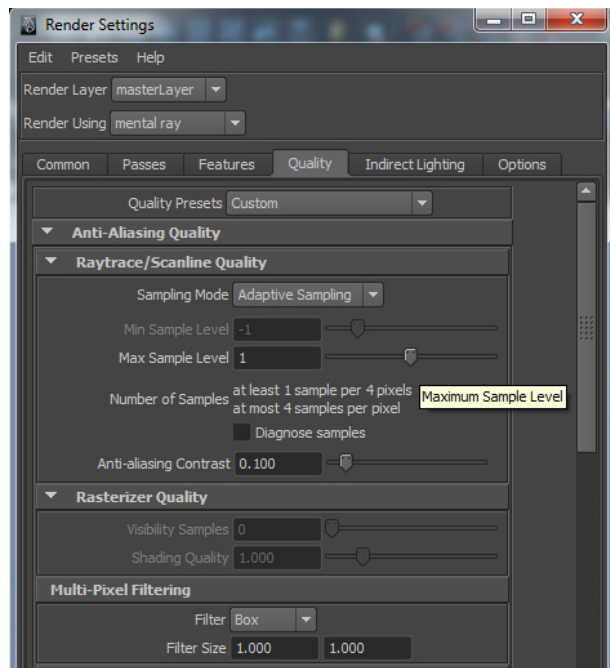 Render Settings
Edit Presets Help
Render Layer masterLayer
Render Using mental ray
Common Passes Features Quality Indirect Lighting Options
Quality Presets Custom
Anti-Aliasing Quality
Raytrace/Scanline Quality
Sampling Mode Adaptive Sampling
Min Sample Level -1
Max Sample Level 1
Number of Samples at least 1 sample per 4 pixels
at most 4 samples per pixel
Maximum Sample Level
Diagnose samples
Anti-aliasing Contrast 0.100
Rasterizer Quality
Visibility Samples 0
Shading Quality 1.000
Multi-Pixel Filtering
Filter Box
Filter Size 1.000 1.000